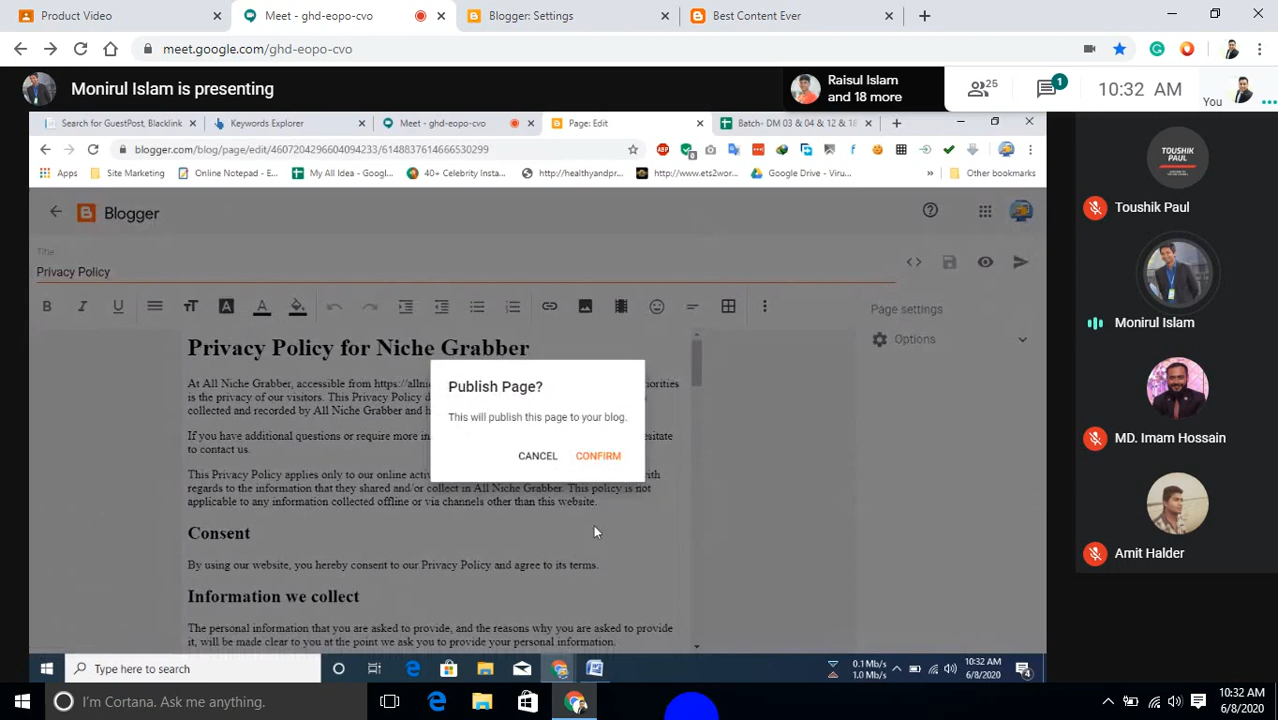 Product Video
Meet - ghd-eopo-cvo
Blogger: Settings
Best Content Ever
meet.google.com/ghd-eopo-cvo
Monirul Islam is presenting
Raisul Islam
and 18 more
25
1
10:32 AM
You
Search for GuestPost, Blacklink
Keywords Explorer
Meet - ghd-eopo-cvo
Page: Edit
Batch- DM 03 & 04 & 12 & 18
blogger.com/blog/page/edit/4607204296604094233/6148837614666530299
Apps
Site Marketing
Online Notepad - E...
My All Idea - Googl...
40+ Celebrity Insta...
http://healthyandpr...
http://www.ets2wor...
Google Drive - Viru...
»
Other bookmarks
Blogger
Title
Privacy Policy
B I U
Page settings
Options
Privacy Policy for Niche Grabber
At All Niche Grabber, accessible from https://alln
iorities
is the privacy of our visitors. This Privacy Policy d
collected and recorded by All Niche Grabber and h
If you have additional questions or require more in
esitate
to contact us.
This Privacy Policy applies only to our online activ
with
regards to the information that they shared and/or collect in All Niche Grabber. This policy is not
applicable to any information collected offline or via channels other than this website.
Consent
By using our website, you hereby consent to our Privacy Policy and agree to its terms.
Information we collect
The personal information that you are asked to provide, and the reasons why you are asked to provide
it, will be made clear to you at the point we ask you to provide your personal information.
Publish Page?
This will publish this page to your blog.
CANCEL
CONFIRM
TOUSHIK
PAUL
Toushik Paul
Monirul Islam
MD. Imam Hossain
Amit Halder
Type here to search
0.1 Mb/s
1.0 Mb/s
10:32 AM
6/8/2020
4
I'm Cortana. Ask me anything.
10:32 AM
6/8/2020